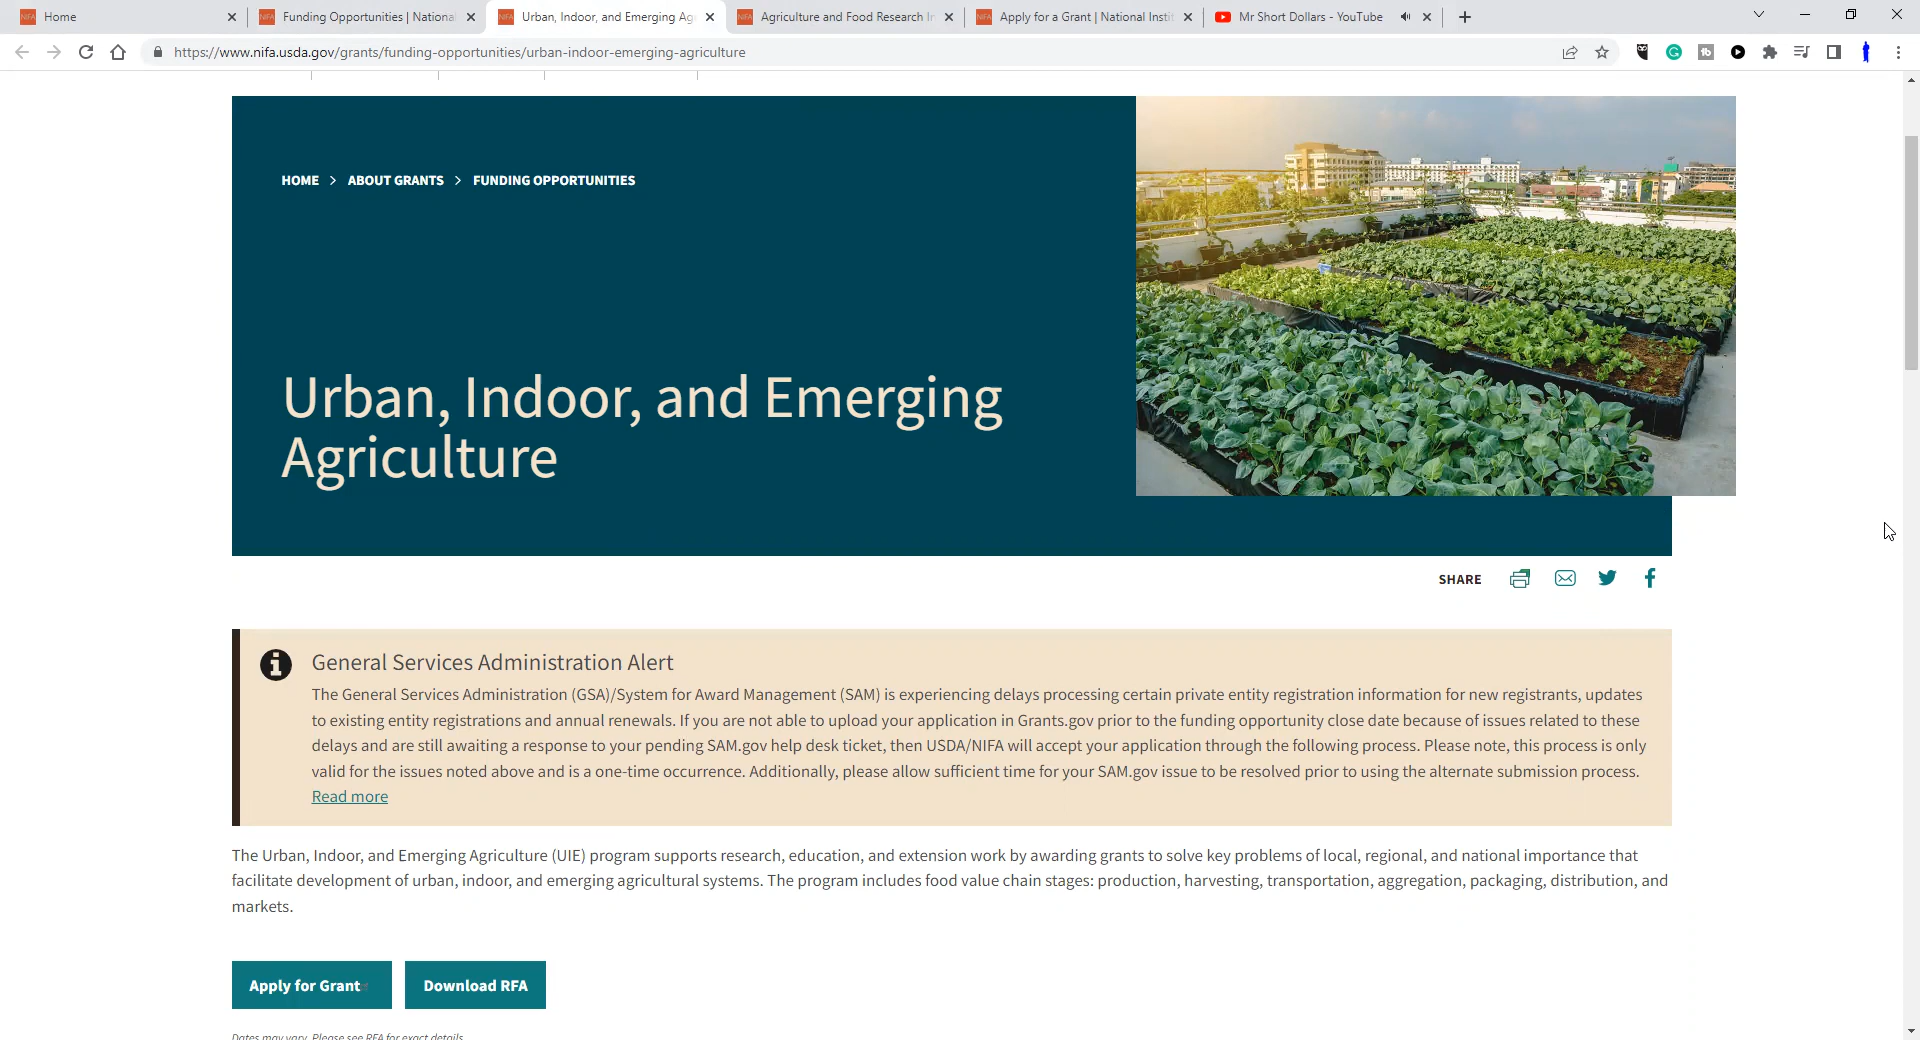 Home
Funding Opportunities | National
Urban, Indoor, and Emerging Ag
Agriculture and Food Research In
Apply for a Grant | National Instit
Mr Short Dollars - YouTube
https://www.nifa.usda.gov/grants/funding-opportunities/urban-indoor-emerging-agriculture
HOME > ABOUT GRANTS > FUNDING OPPORTUNITIES
Urban, Indoor, and Emerging
Agriculture
SHARE
General Services Administration Alert
The General Services Administration (GSA)/System for Award Management (SAM) is experiencing delays processing certain private entity registration information for new registrants, updates
to existing entity registrations and annual renewals. If you are not able to upload your application in Grants.gov prior to the funding opportunity close date because of issues related to these
delays and are still awaiting a response to your pending SAM.gov help desk ticket, then USDA/NIFA will accept your application through the following process. Please note, this process is only
valid for the issues noted above and is a one-time occurrence. Additionally, please allow sufficient time for your SAM.gov issue to be resolved prior to using the alternate submission process.
Read more
The Urban, Indoor, and Emerging Agriculture (UIE) program supports research, education, and extension work by awarding grants to solve key problems of local, regional, and national importance that
facilitate development of urban, indoor, and emerging agricultural systems. The program includes food value chain stages: production, harvesting, transportation, aggregation, packaging, distribution, and
markets.
Apply for Grant
Download RFA
Dates may vary. Please see RFA for exact details.